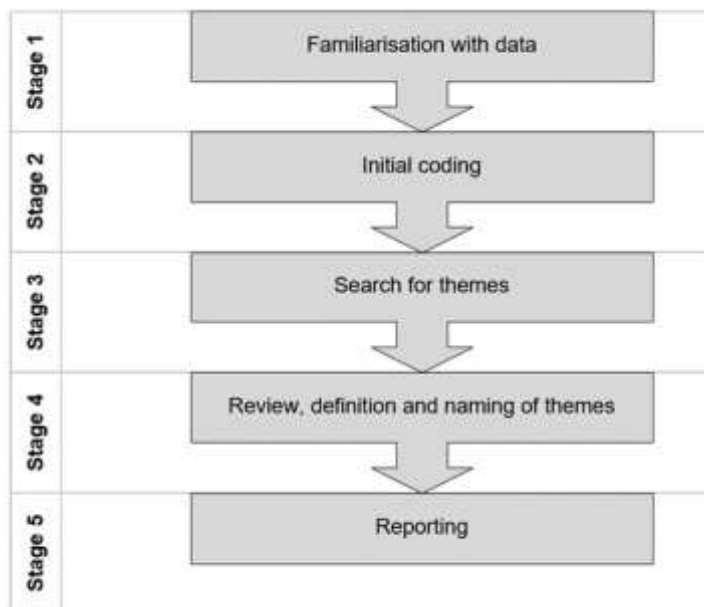 Stage 1
Familiarisation with data
Stage 2
Initial coding
Stage 3
Search for themes
Stage 4
Review, definition and naming of themes
Stage 5
Reporting